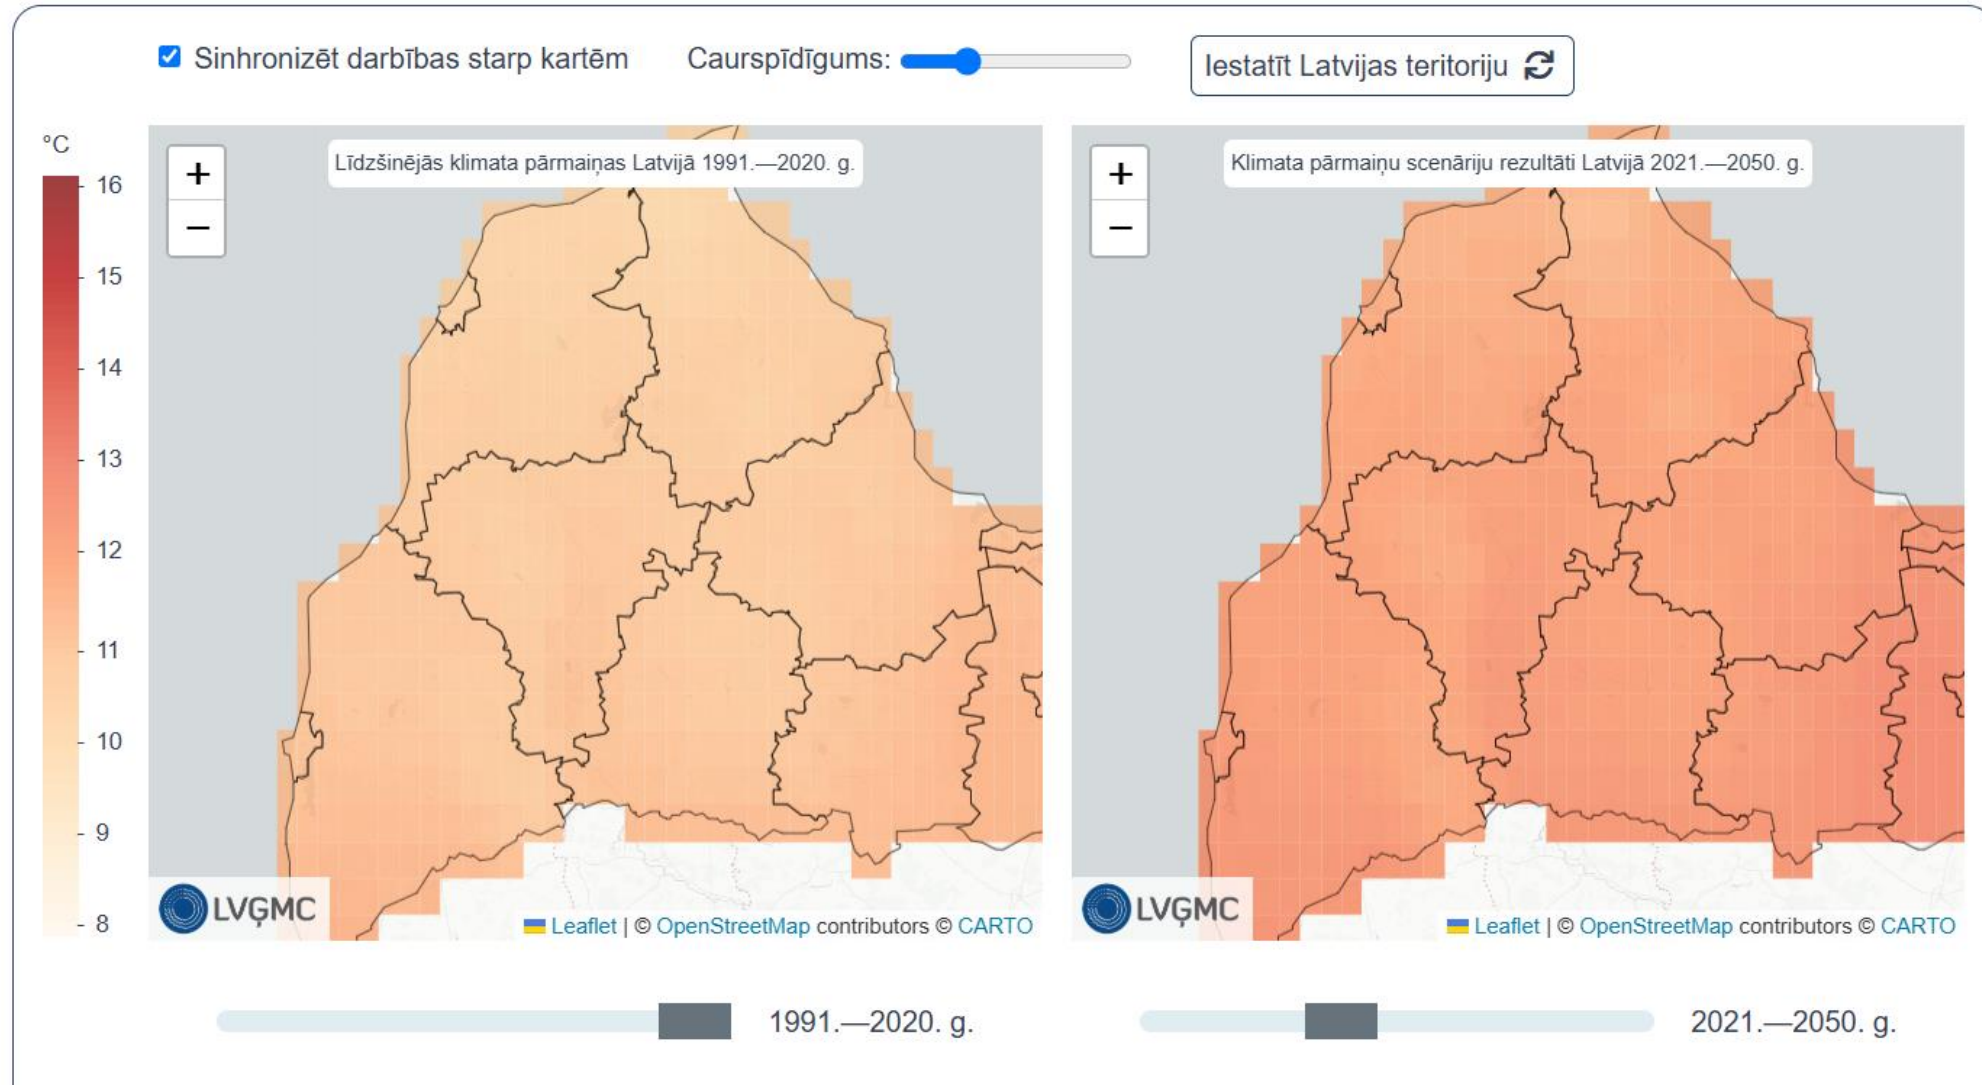 Sinhronizēt darbības starp kartēm
Caurspīdīgums:
Iestatīt Latvijas teritoriju
°C
16
15
14
13
12
11
10
9
8
+
−
Līdzšinējās klimata pārmaiņas Latvijā 1991.—2020. g.
LVĢMC
Leaflet | © OpenStreetMap contributors © CARTO
+
−
Klimata pārmaiņu scenāriju rezultāti Latvijā 2021.—2050. g.
LVĢMC
Leaflet | © OpenStreetMap contributors © CARTO
1991.—2020. g.
2021.—2050. g.